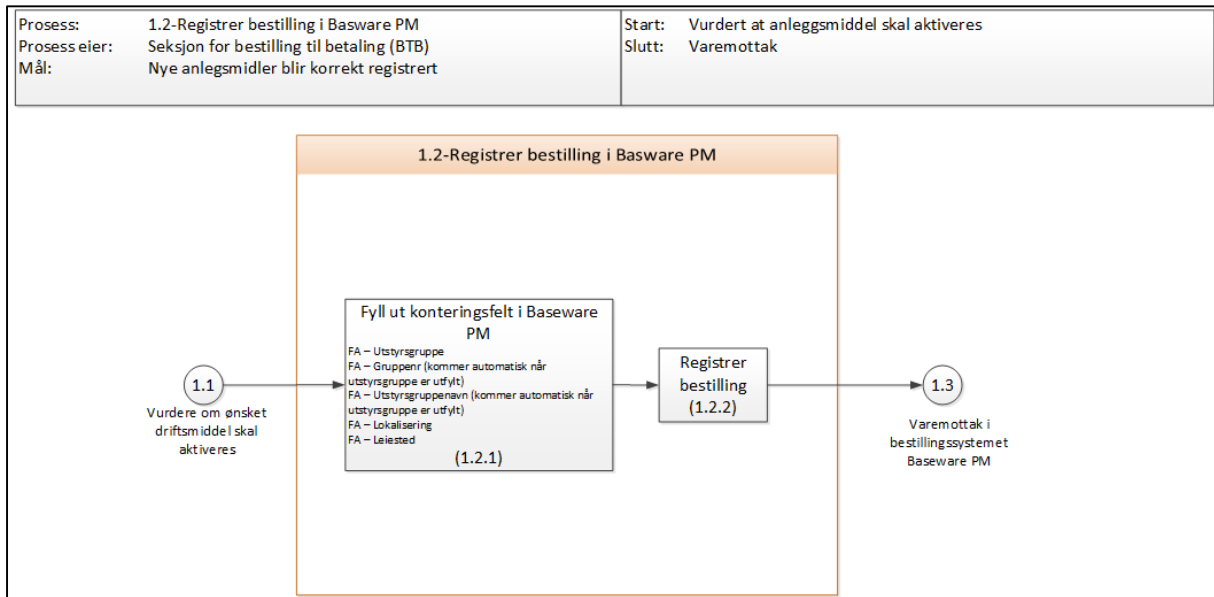 Prosess: 1.2-Registrer bestilling i Basware PM
Prosess eier: Seksjon for bestilling til betaling (BTB)
Mål: Nye anlegsmidler blir korrekt registrert
Start: Vurdert at anleggsmiddel skal aktiveres
Slutt: Varemottak
1.2-Registrer bestilling i Basware PM
1.1
Vurdere om ønsket
driftsmiddel skal
aktiveres
Fyll ut konteringsfelt i Baseware
PM
FA – Utstyrsgruppe
FA – Gruppenr (kommer automatisk når
utstyrsgruppe er utfylt)
FA – Utstyrsgruppenavn (kommer automatisk når
utstyrsgruppe er utfylt)
FA – Lokalisering
FA – Leiested
(1.2.1)
Registrer
bestilling
(1.2.2)
1.3
Varemottak i
bestillingssystemet
Baseware PM